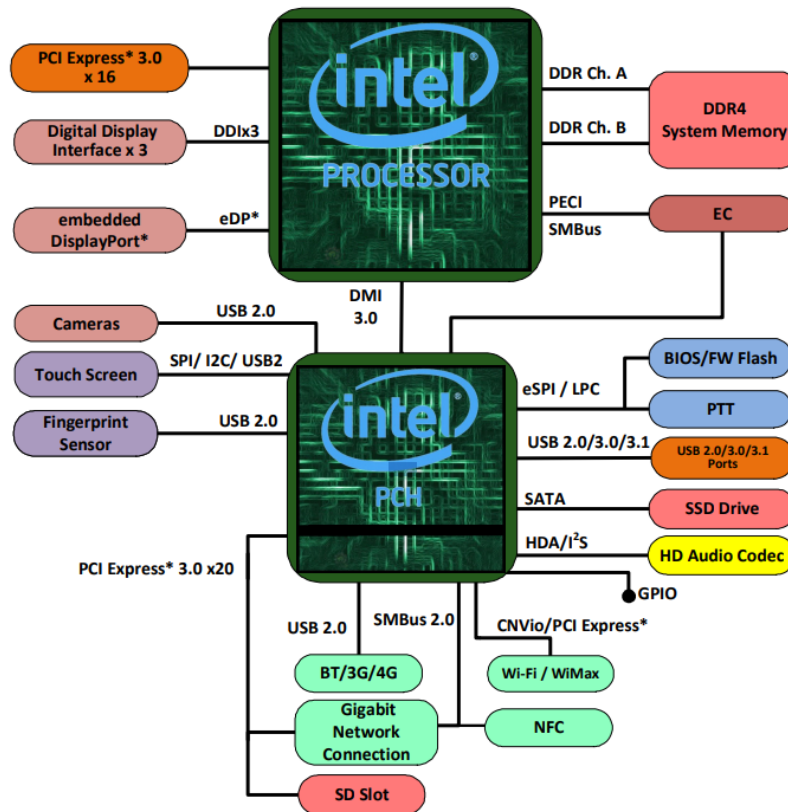 PCI Express* 3.0
x 16
Digital Display
Interface x 3
DDIx3
embedded
DisplayPort*
eDP*
intel
PROCESSOR
DDR Ch. A
DDR Ch. B
DDR4
System Memory
PECI
SMBus
EC
DMI
3.0
Cameras
USB 2.0
Touch Screen
SPI/ I2C/ USB2
Fingerprint
Sensor
USB 2.0
intel
PCH
eSPI / LPC
BIOS/FW Flash
PTT
USB 2.0/3.0/3.1
USB 2.0/3.0/3.1
Ports
SATA
SSD Drive
HDA/I²S
HD Audio Codec
GPIO
PCI Express* 3.0 x20
USB 2.0
SMBus 2.0
CNVio/PCI Express*
BT/3G/4G
Wi-Fi / WiMax
Gigabit
Network
Connection
NFC
SD Slot